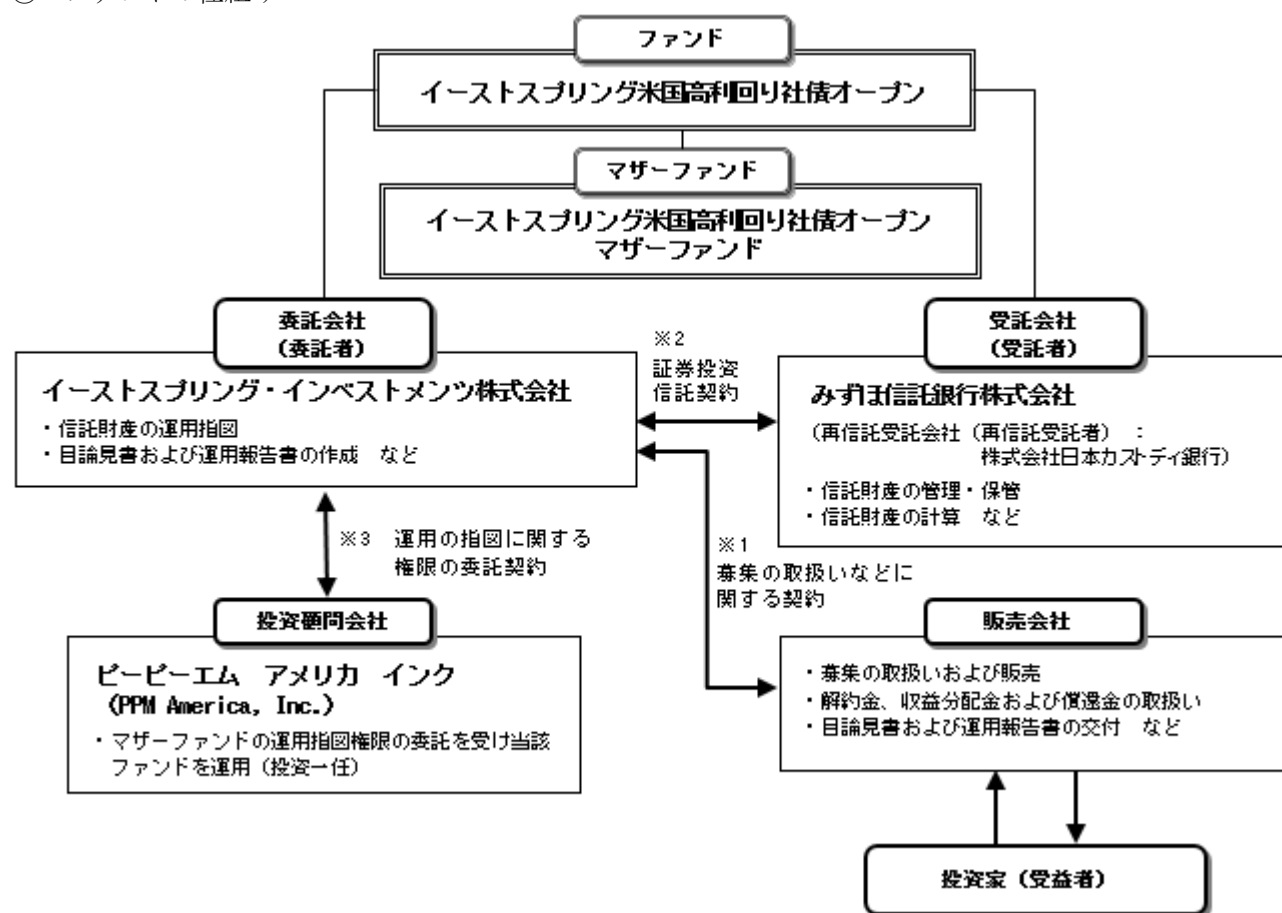 ファンド
イーストスプリング米国高利回り社債オープン
マザーファンド
イーストスプリング米国高利回り社債オープン
マザーファンド
委託会社
(委託者)
イーストスプリング・インベストメンツ株式会社
・信託財産の運用指図
・目論見書および運用報告書の作成 など
※2
証券投資
信託契約
受託会社
(受託者)
みずほ信託銀行株式会社
(再信託受託会社(再信託受託者) :
株式会社日本カストディ銀行)
・信託財産の管理・保管
・信託財産の計算 など
※3 運用の指図に関する
権限の委託契約
※1
募集の取扱いなどに
関する契約
投資顧問会社
ピーピーエム アメリカ インク
(PPM America, Inc.)
・マザーファンドの運用指図権限の委託を受け当該
ファンドを運用(投資一任)
販売会社
・募集の取扱いおよび販売
・解約金、収益分配金および償還金の取扱い
・目論見書および運用報告書の交付 など
投資家(受益者)